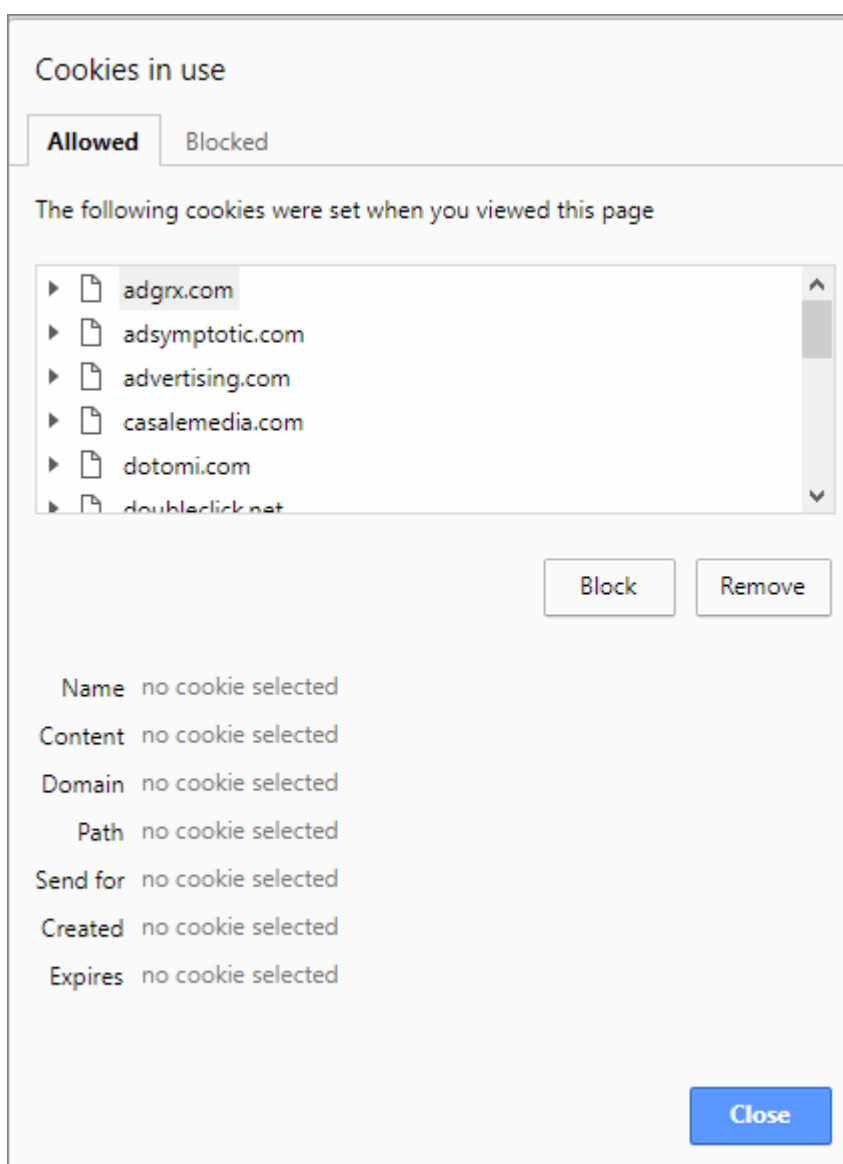 Cookies in use
Allowed Blocked
The following cookies were set when you viewed this page
adgrx.com
adsymptotic.com
advertising.com
casalemedia.com
dotomi.com
doubleclick.net
Block Remove
Name no cookie selected
Content no cookie selected
Domain no cookie selected
Path no cookie selected
Send for no cookie selected
Created no cookie selected
Expires no cookie selected
Close